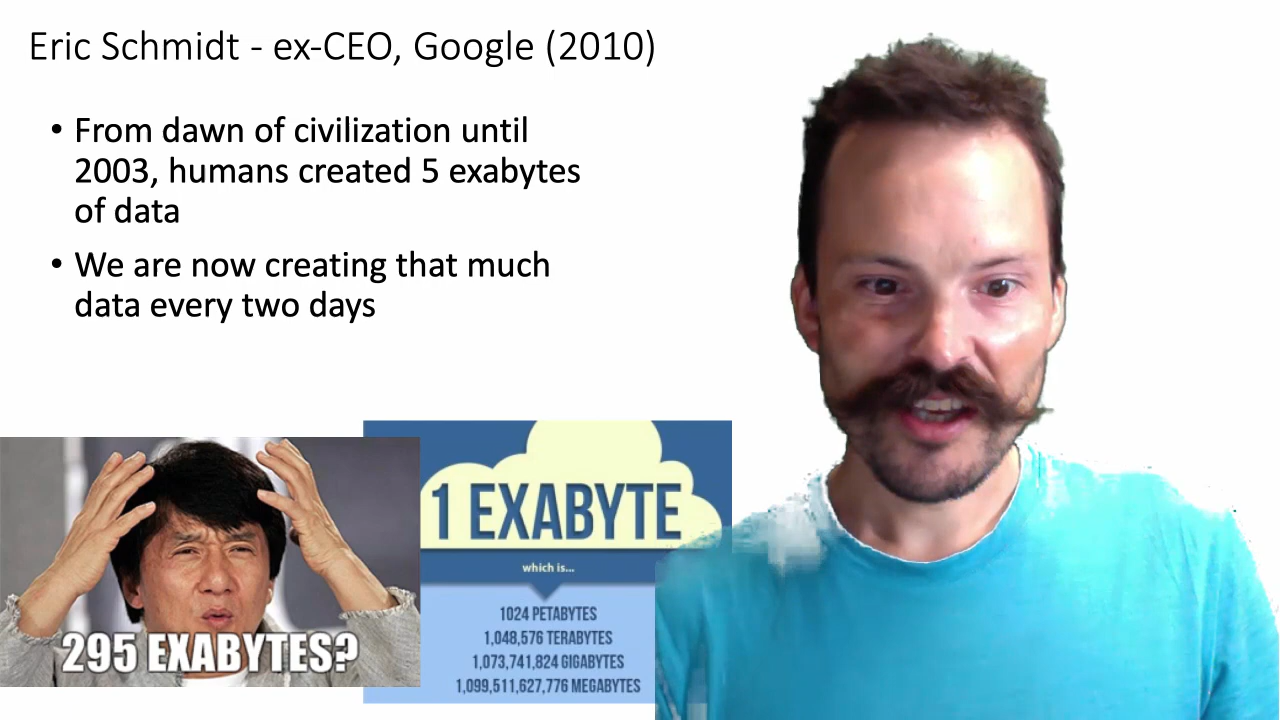 Eric Schmidt - ex-CEO, Google (2010)
• From dawn of civilization until
2003, humans created 5 exabytes
of data
• We are now creating that much
data every two days
295 EXABYTES?
1 EXABYTE
which is...
1024 PETABYTES
1,048,576 TERABYTES
1,073,741,824 GIGABYTES
1,099,511,627,776 MEGABYTES